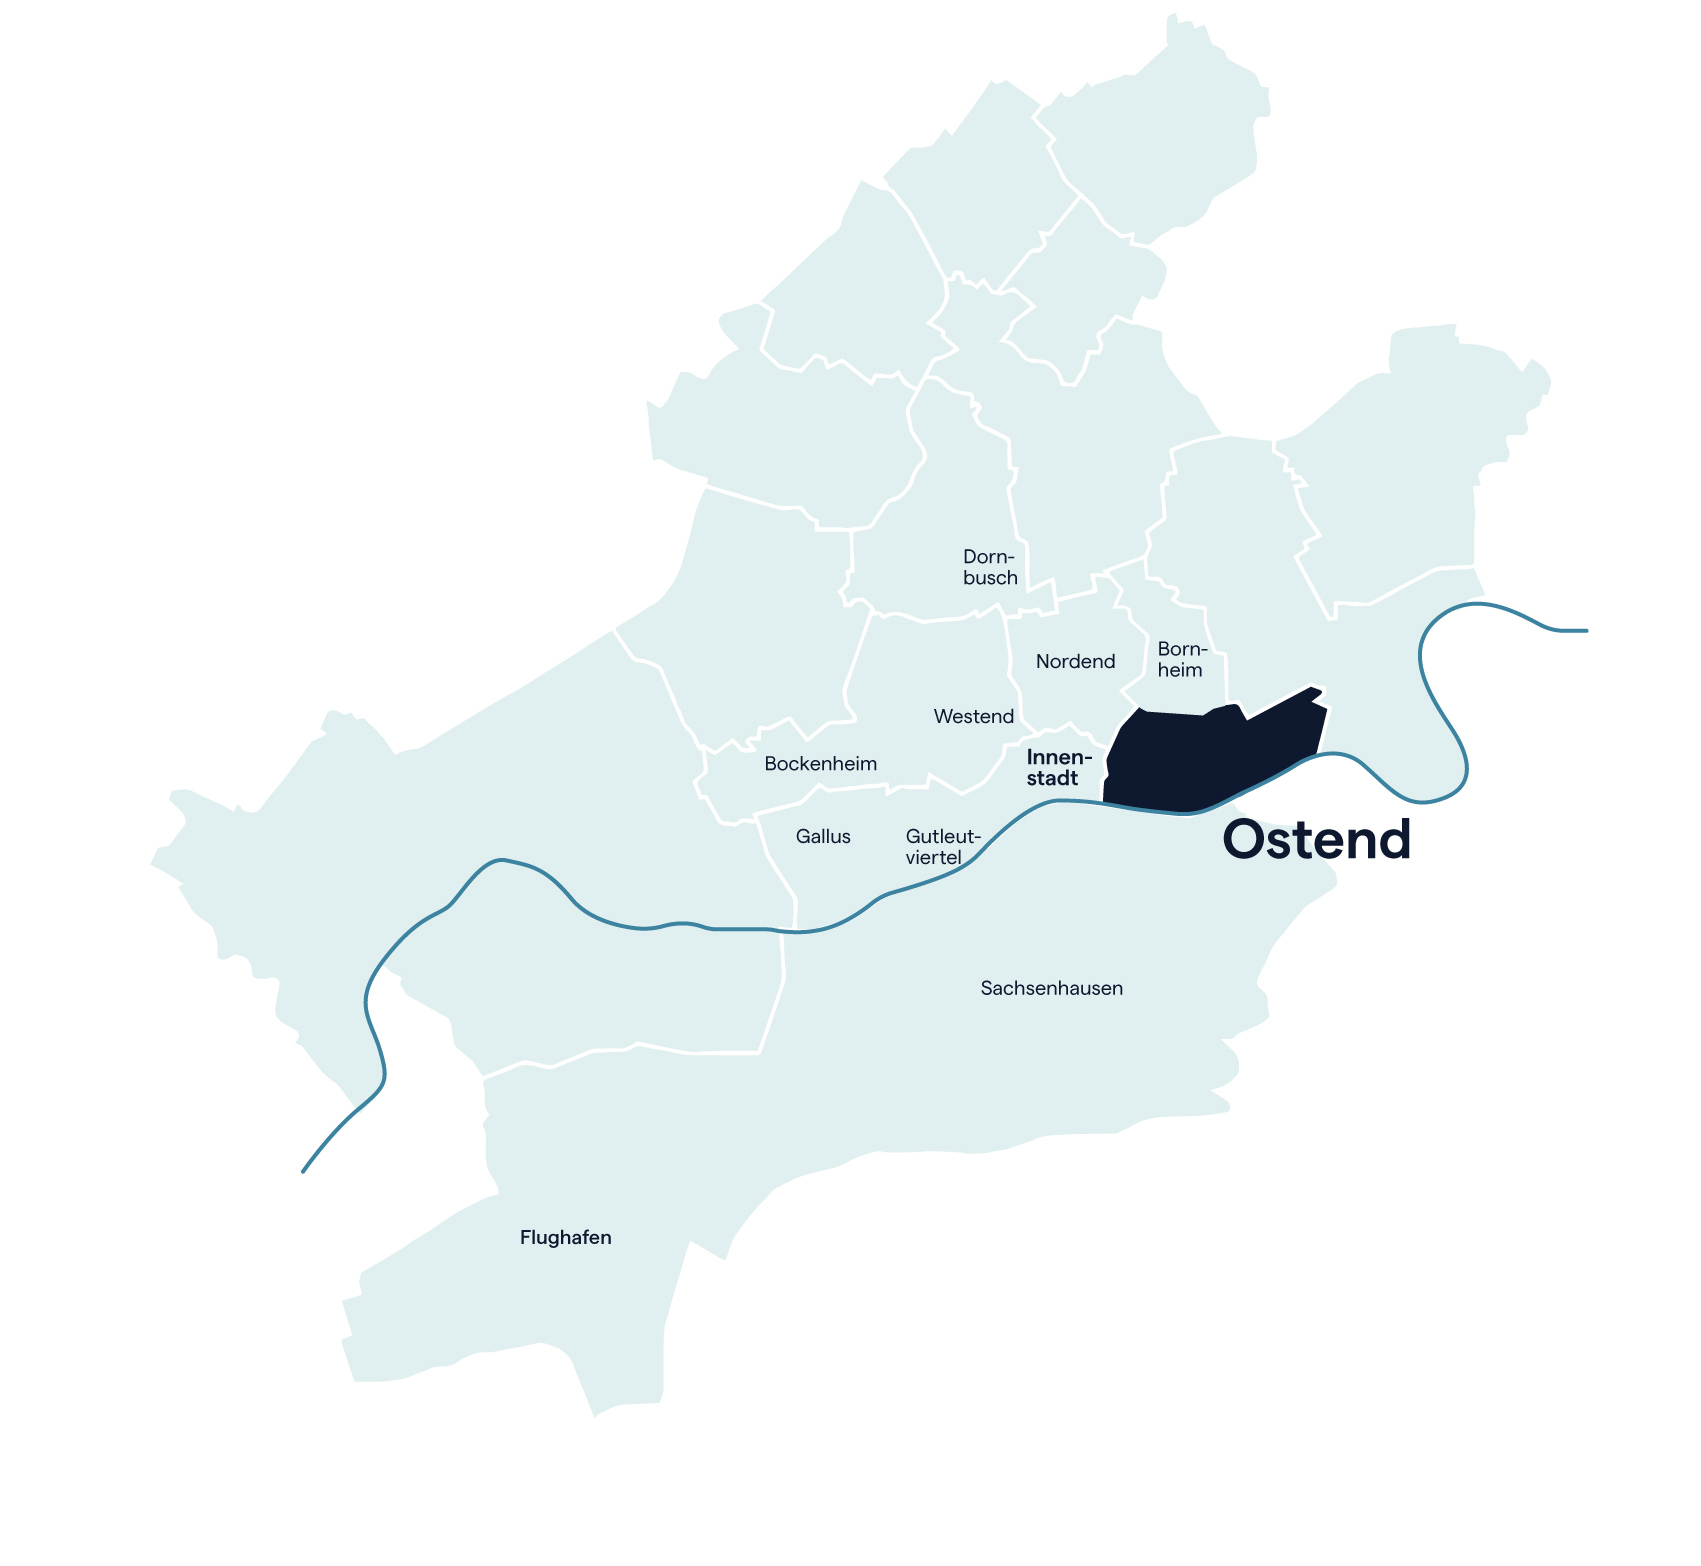 Dorn-
busch
Nordend
Born-
heim
Westend
Bockenheim
Innen-
stadt
Gallus
Gutleut-
viertel
Ostend
Sachsenhausen
Flughafen